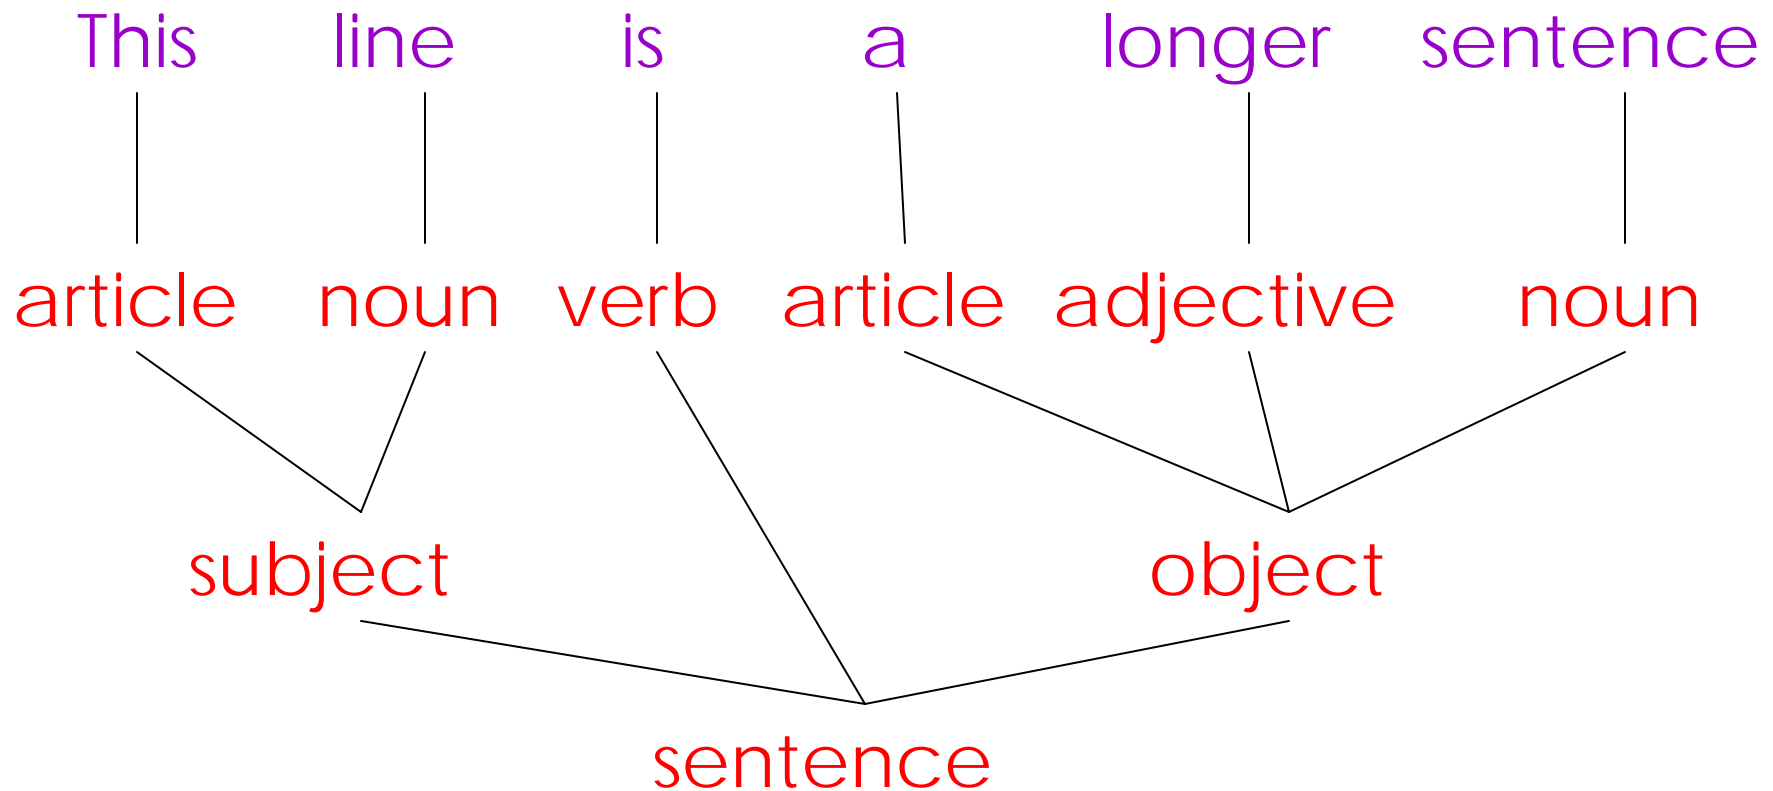 This line is a longer sentence
article noun verb article adjective noun
subject object
sentence